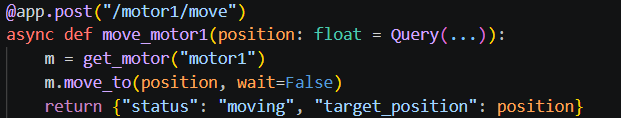 @app.post("/motor1/move")
async def move_motor1(position: float = Query(...)):
    m = get_motor("motor1")
    m.move_to(position, wait=False)
    return {"status": "moving", "target_position": position}